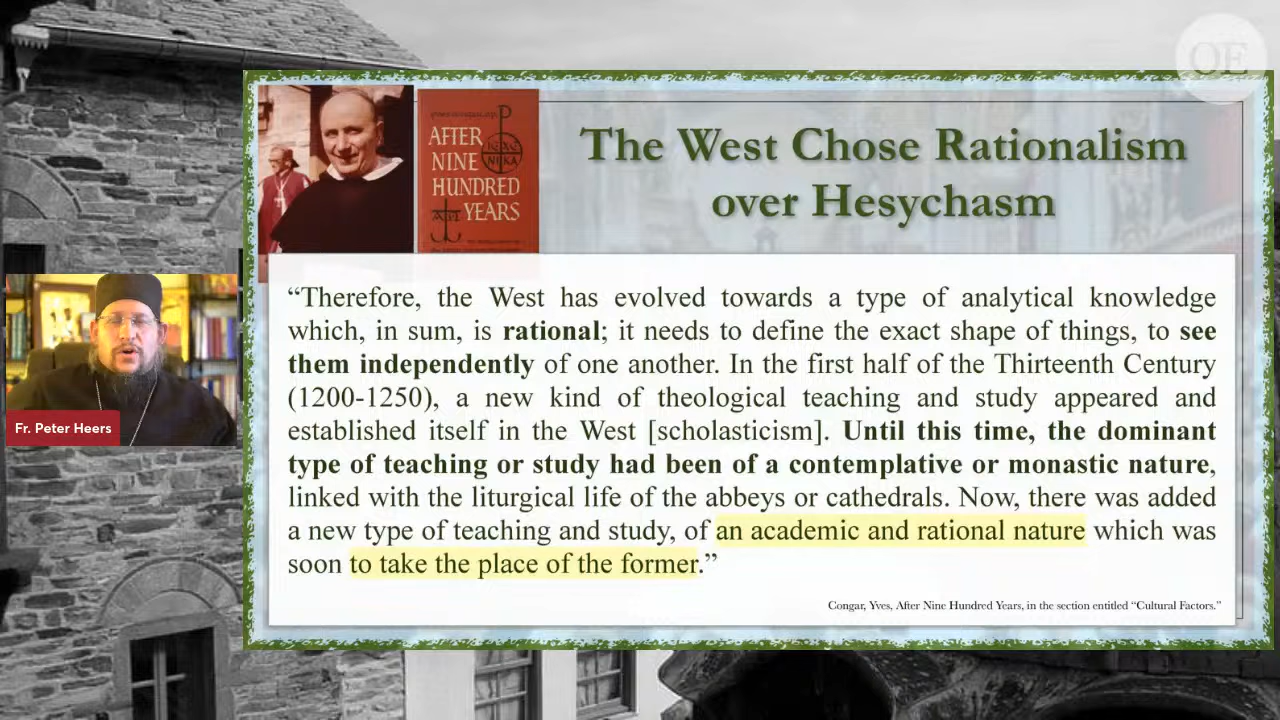 OE
The West Chose Rationalism
over Hesychasm
AFTER
NINE
HUNDRED
YEARS
“Therefore, the West has evolved towards a type of analytical knowledge
which, in sum, is rational; it needs to define the exact shape of things, to see
them independently of one another. In the first half of the Thirteenth Century
(1200-1250), a new kind of theological teaching and study appeared and
established itself in the West [scholasticism]. Until this time, the dominant
type of teaching or study had been of a contemplative or monastic nature,
linked with the liturgical life of the abbeys or cathedrals. Now, there was added
a new type of teaching and study, of an academic and rational nature which was
soon to take the place of the former.”
Congar, Yves, After Nine Hundred Years, in the section entitled “Cultural Factors.”
Fr. Peter Heers